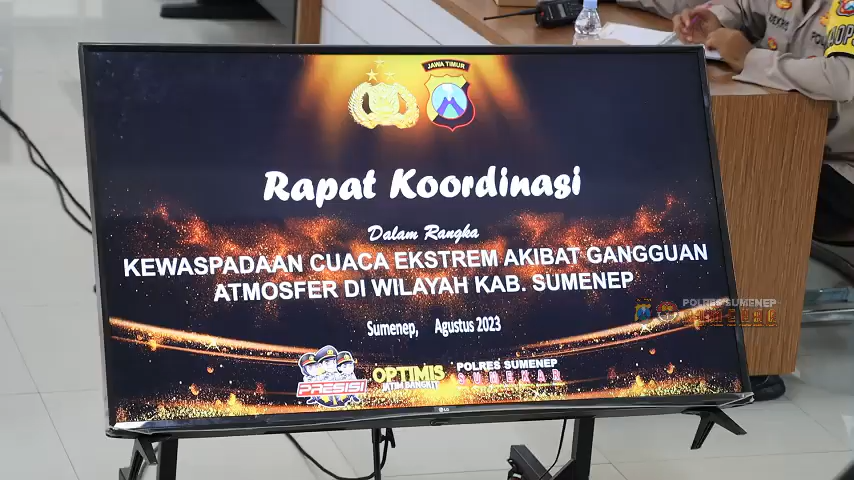 JAWA TIMUR
Rapat Koordinasi
Dalam Rangka
KEWASPADAAN CUACA EKSTREM AKIBAT GANGGUAN
ATMOSFER DI WILAYAH KAB. SUMENEP
Sumenep, Agustus 2023
PRESISI
OPTIMIS
JATIM BANGKIT
POLRES SUMENEP
SUMEKAR
LG
POLRES SUMENEP